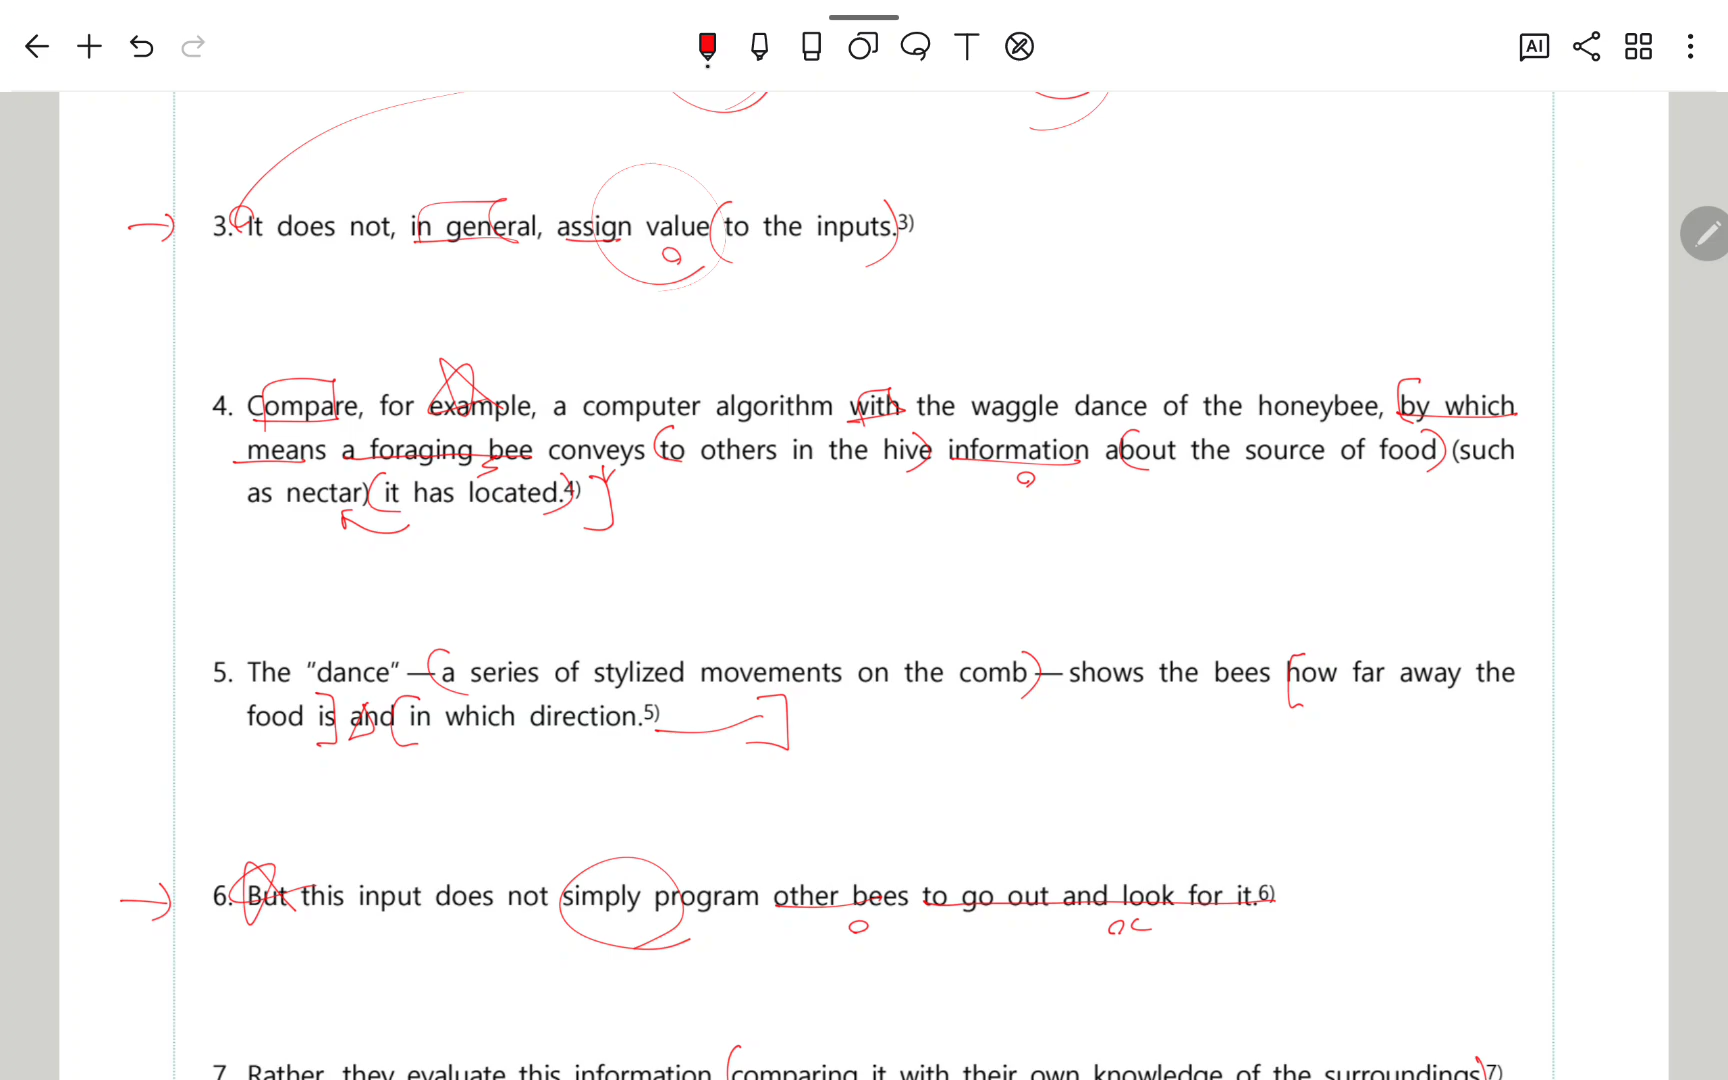 AI
3. It does not, in general, assign value to the inputs.3)
o
4. Compare, for example, a computer algorithm with the waggle dance of the honeybee, by which
means a foraging bee conveys to others in the hive information about the source of food (such
o
as nectar) it has located.4)
5. The "dance" — a series of stylized movements on the comb — shows the bees how far away the
food is and in which direction.5)
6. But this input does not simply program other bees to go out and look for it.6)
o oc
7. Rather, they evaluate this information comparing it with their own knowledge of the surroundings7)